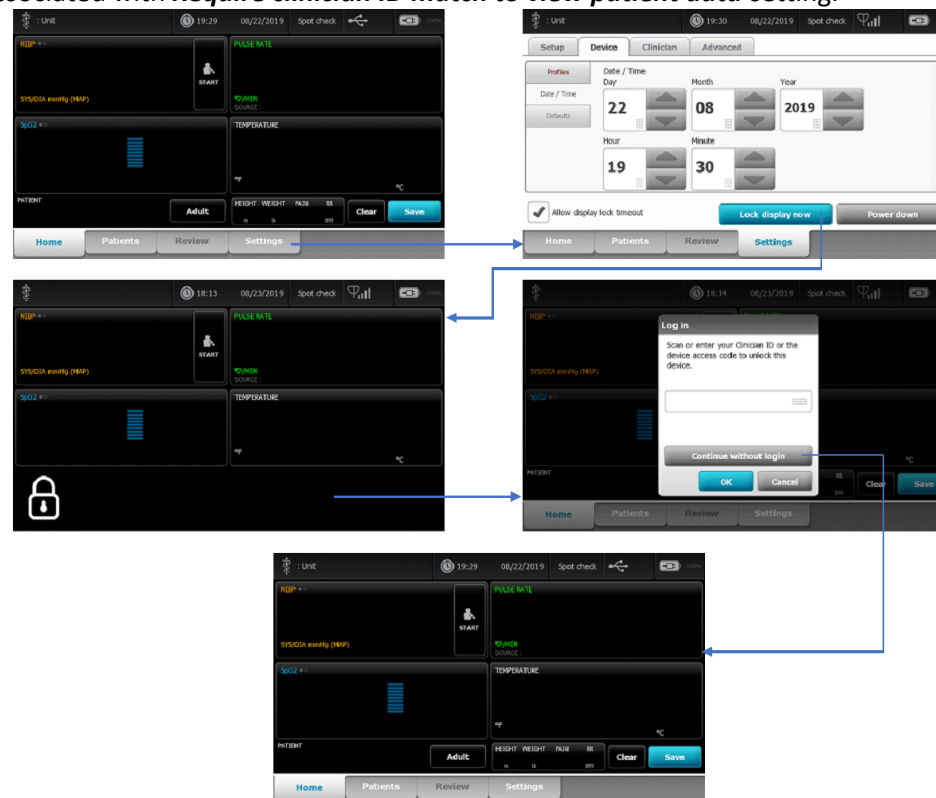 sociated with Require clinician ID match to view patient data setting.
: Unit 19:29 08/22/2019 Spot check
NIBP
START
SYS/DIA mmHg (MAP)
PULSE RATE
/MIN
SOURCE :
SpO2
TEMPERATURE
°F
°C
PATIENT
Adult
HEIGHT WEIGHT PAIN RR
in lb BPM
Clear
Save
Home Patients Review Settings
: Unit 19:30 08/22/2019 Spot check
Setup Device Clinician Advanced
Profiles
Date / Time
Defaults
Date / Time
Day Month Year
22 08 2019
Hour Minute
19 30
Allow display lock timeout
Lock display now
Power down
Home Patients Review Settings
18:13 08/23/2019 Spot check
NIBP
START
SYS/DIA mmHg (MAP)
PULSE RATE
/MIN
SOURCE :
SpO2
TEMPERATURE
°F
°C
18:14 08/23/2019 Spot check
NIBP
SYS/DIA mmHg (MAP)
SpO2
PATIENT
Log in
Scan or enter your Clinician ID or the
device access code to unlock this
device.
Continue without login
OK Cancel
°C
RR
BPM
Clear
Save
Home Patients Review Settings
: Unit 19:29 08/22/2019 Spot check
NIBP
START
SYS/DIA mmHg (MAP)
PULSE RATE
/MIN
SOURCE :
SpO2
TEMPERATURE
°F
°C
PATIENT
Adult
HEIGHT WEIGHT PAIN RR
in lb BPM
Clear
Save
Home Patients Review Settings